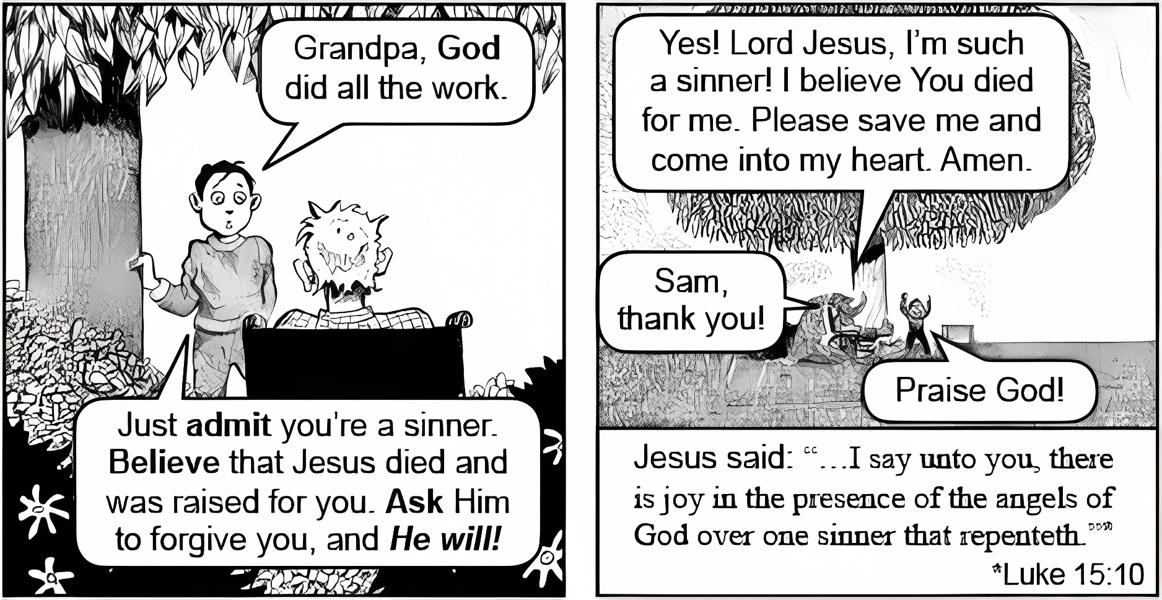 Grandpa, God
did all the work.
Just admit you're a sinner.
Believe that Jesus died and
was raised for you. Ask Him
to forgive you, and He will!
Yes! Lord Jesus, I'm such
a sinner! I believe You died
for me. Please save me and
come into my heart. Amen.
Sam,
thank you!
Praise God!
Jesus said: “...I say unto you, there
is joy in the presence of the angels of
God over one sinner that repenteth.”
*Luke 15:10